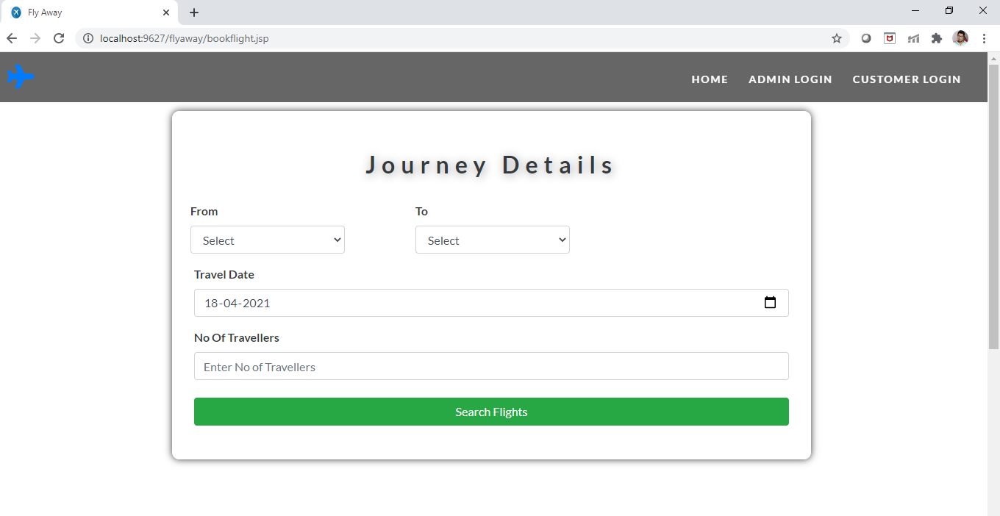 Fly Away
localhost:9627/flyaway/bookflight.jsp
HOME ADMIN LOGIN CUSTOMER LOGIN
Journey Details
From To
Select Select
Travel Date
18-04-2021
No Of Travellers
Enter No of Travellers
Search Flights